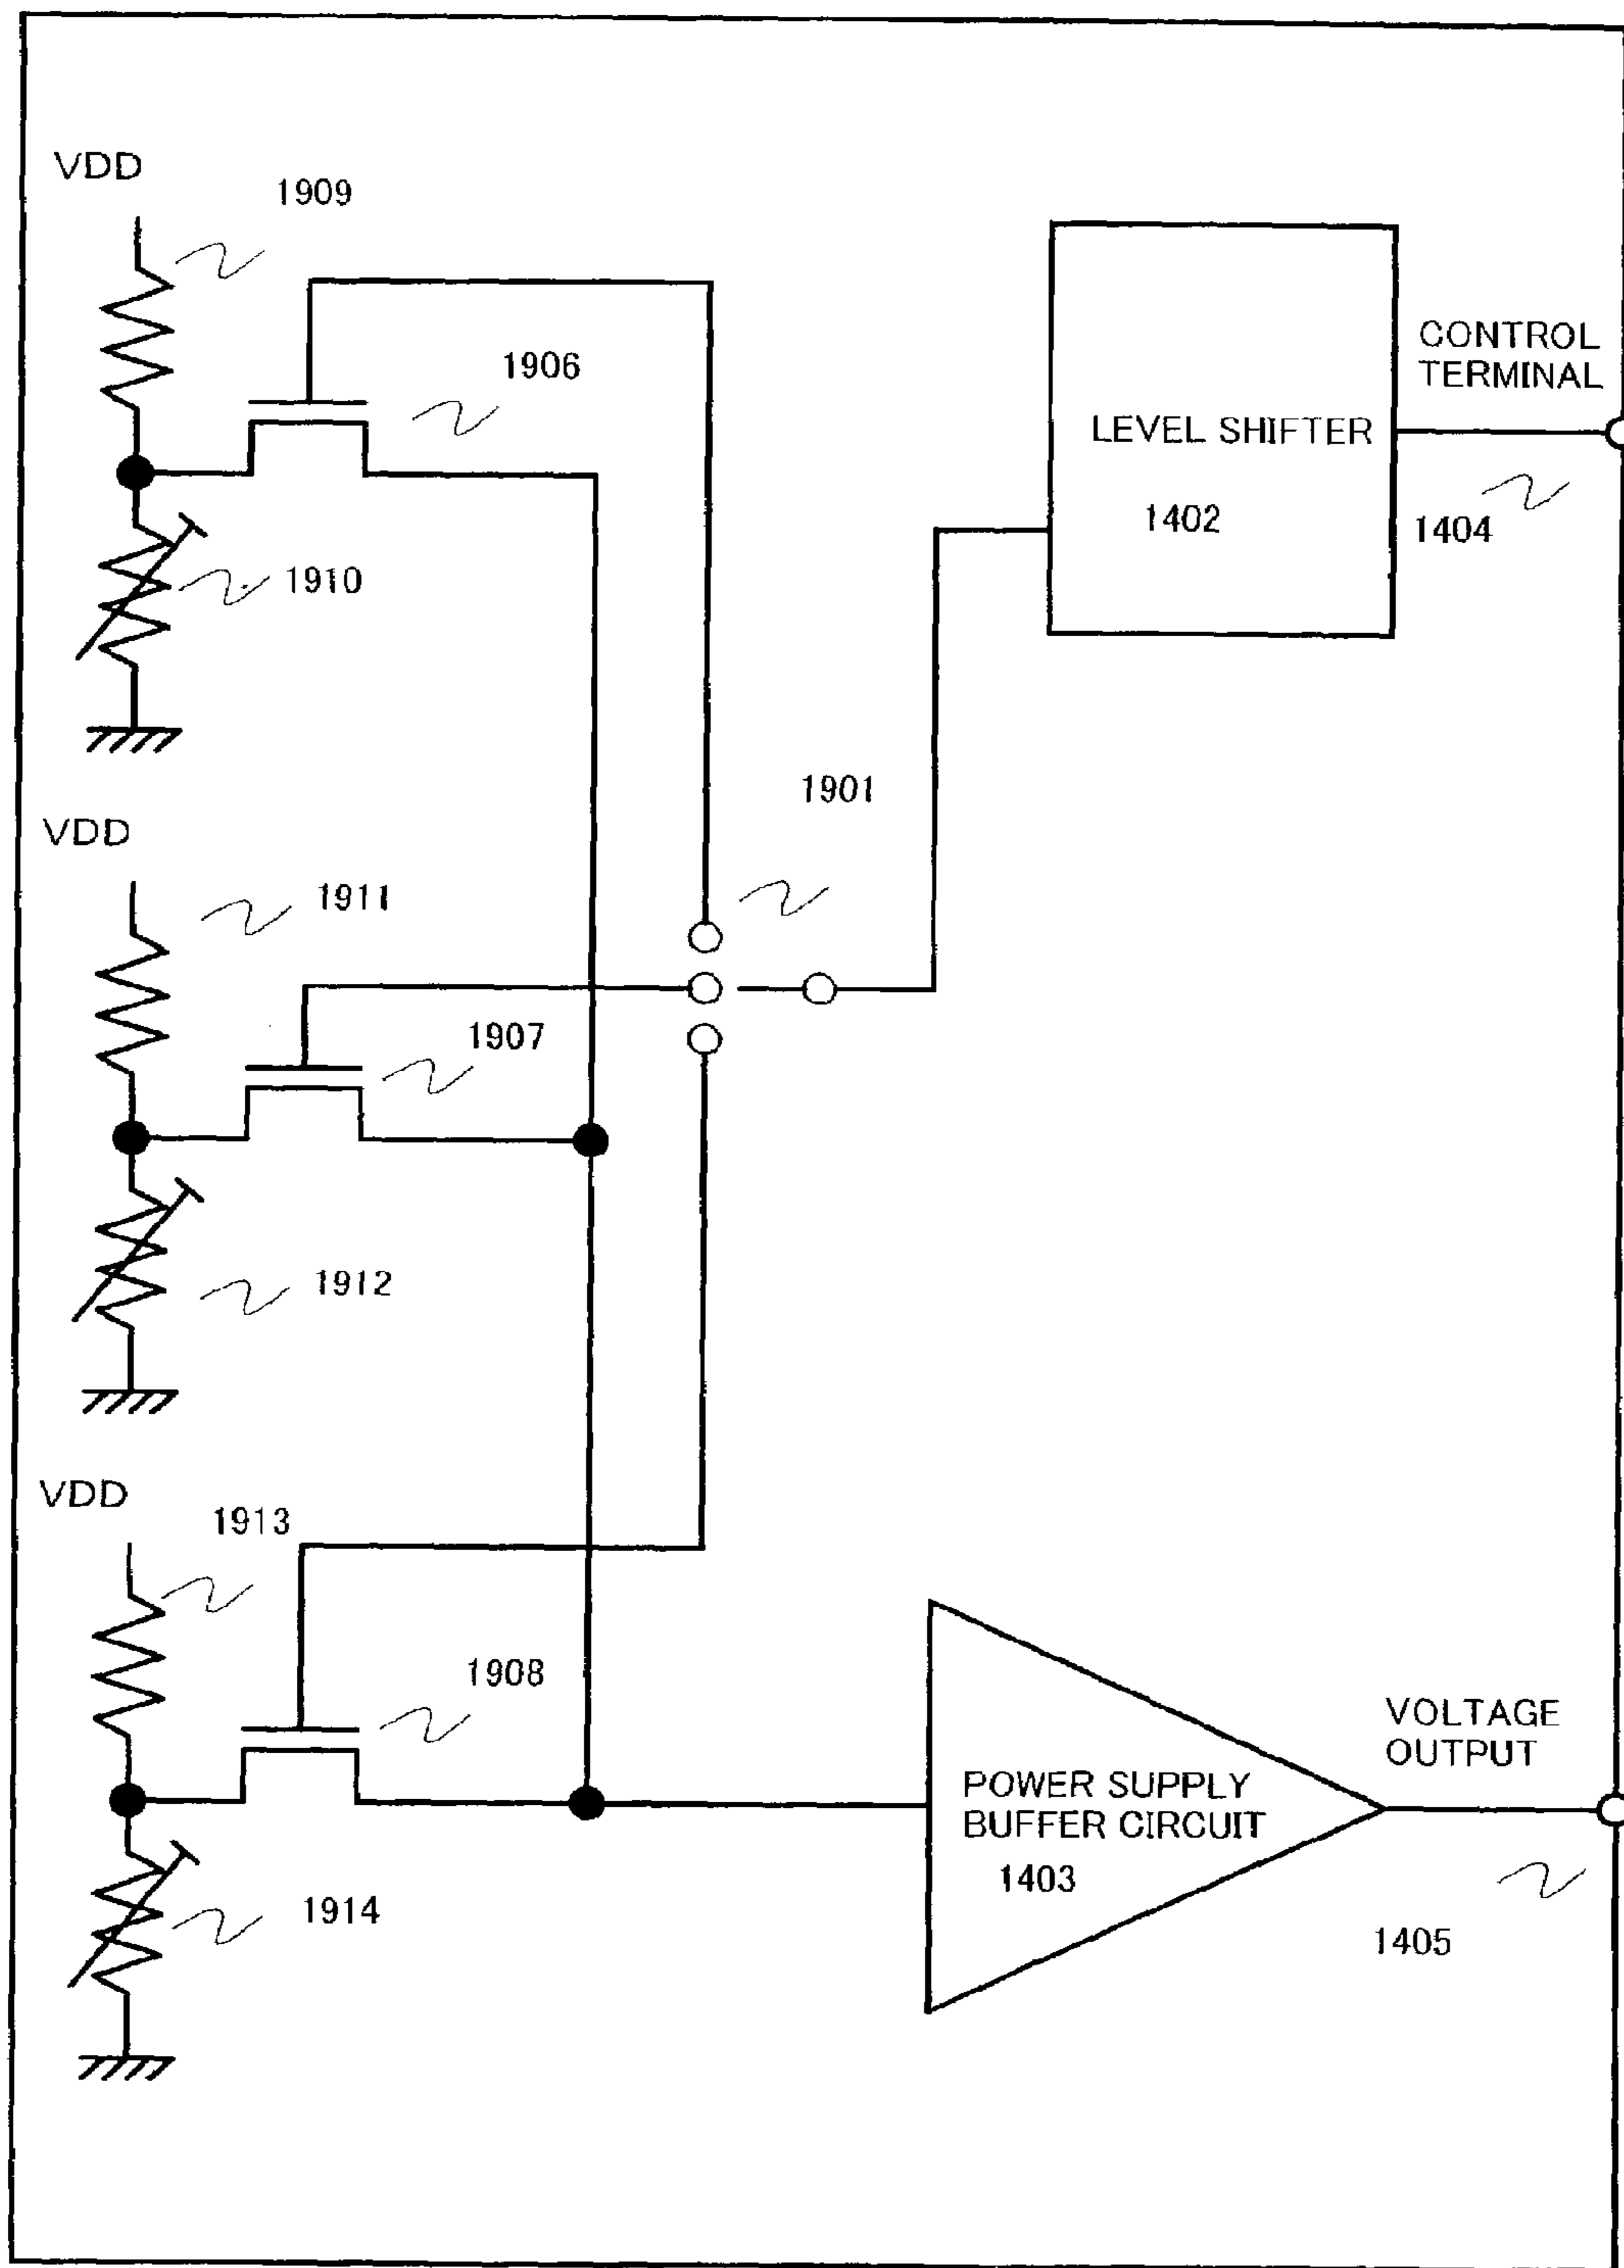 VDD
1909
1906
1910
CONTROL
TERMINAL
LEVEL SHIFTER
1402
1404
1901
VDD
1911
1907
1912
VDD
1913
1908
1914
POWER SUPPLY
BUFFER CIRCUIT
1403
VOLTAGE
OUTPUT
1405